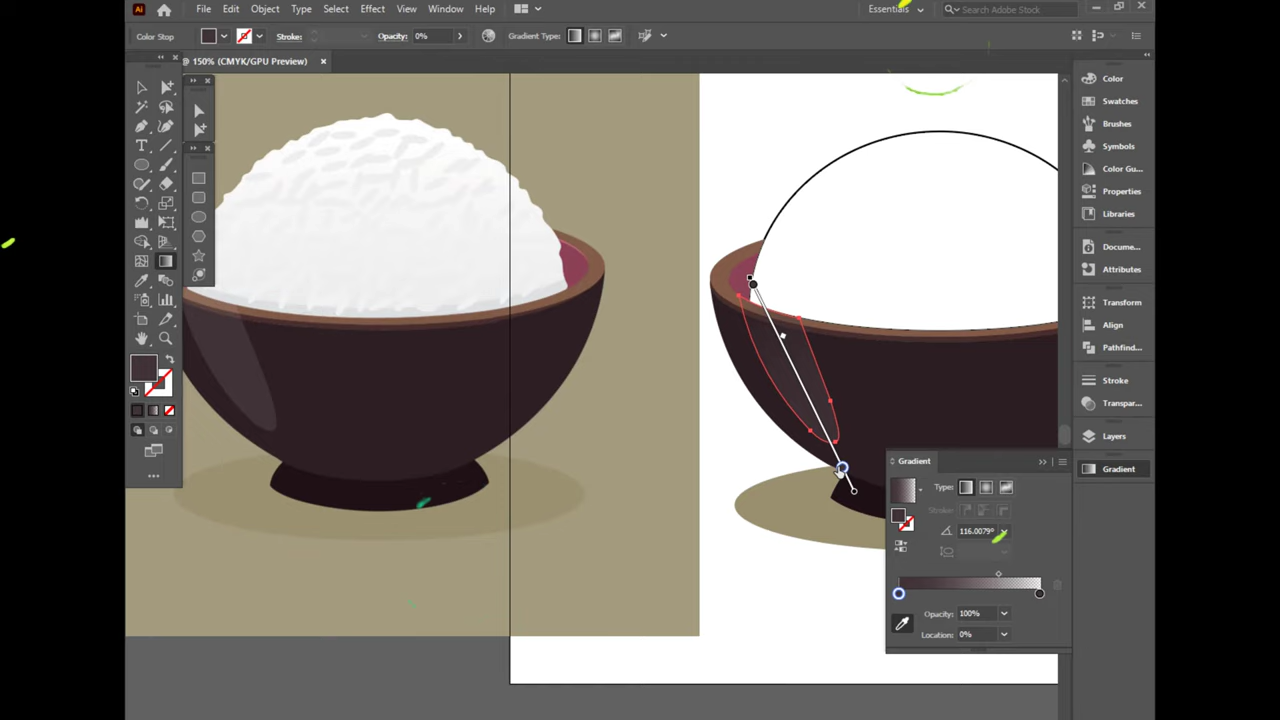 Ai File Edit Object Type Select Effect View Window Help Essentials Search Adobe Stock
Color Stop Stroke: Opacity: 0% Gradient Type:
@ 150% (CMYK/GPU Preview)
T
Color
Swatches
Brushes
Symbols
Color Gu...
Properties
Libraries
Docume...
Attributes
Transform
Align
Pathfind...
Stroke
Transpar...
Layers
Gradient
Gradient
Type:
Stroke:
116.0079°
Opacity: 100%
Location: 0%